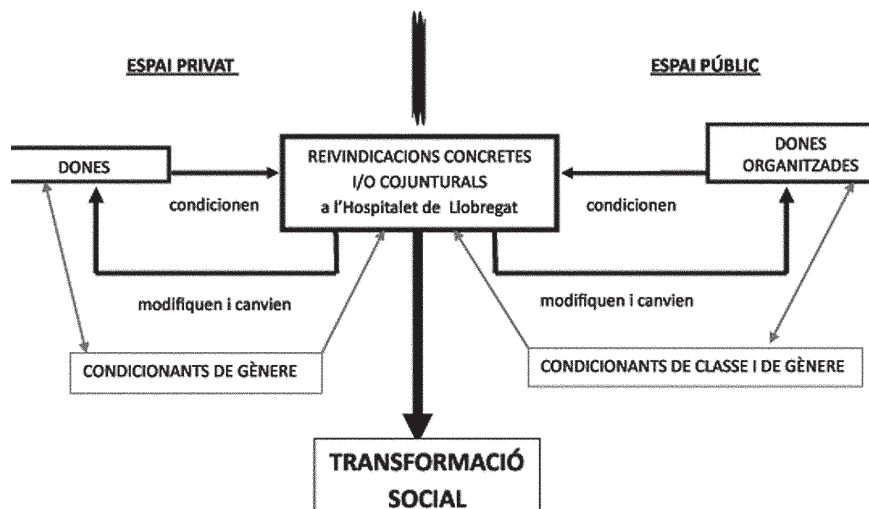 ESPAI PRIVAT
ESPAI PÚBLIC
DONES
REIVINDICACIONS CONCRETES
I/O COJUNTURALS
a l'Hospitalet de Llobregat
DONES
ORGANITZADES
condicionen
condicionen
modifiquen i canvien
modifiquen i canvien
CONDICIONANTS DE GÈNERE
CONDICIONANTS DE CLASSE I DE GÈNERE
TRANSFORMACIÓ
SOCIAL